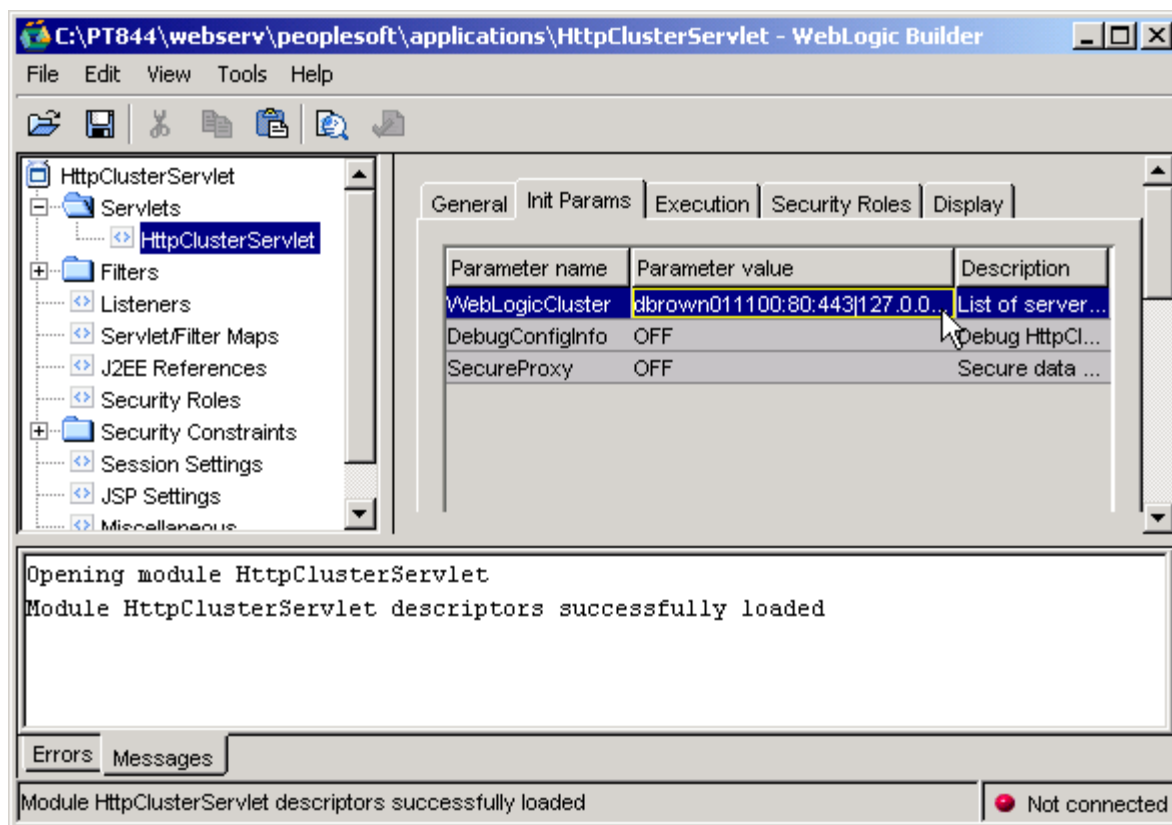 C:\PT844\webserv\peoplesoft\applications\HttpClusterServlet - WebLogic Builder
File Edit View Tools Help
HttpClusterServlet
Servlets
HttpClusterServlet
Filters
Listeners
Servlet/Filter Maps
J2EE References
Security Roles
Security Constraints
Session Settings
JSP Settings
Miscellaneous
General Init Params Execution Security Roles Display
Parameter name Parameter value Description
WebLogicCluster dbrown011100:80:443|127.0.0... List of server...
DebugConfigInfo OFF Debug HttpCl...
SecureProxy OFF Secure data ...
Opening module HttpClusterServlet
Module HttpClusterServlet descriptors successfully loaded
Errors Messages
Module HttpClusterServlet descriptors successfully loaded Not connected